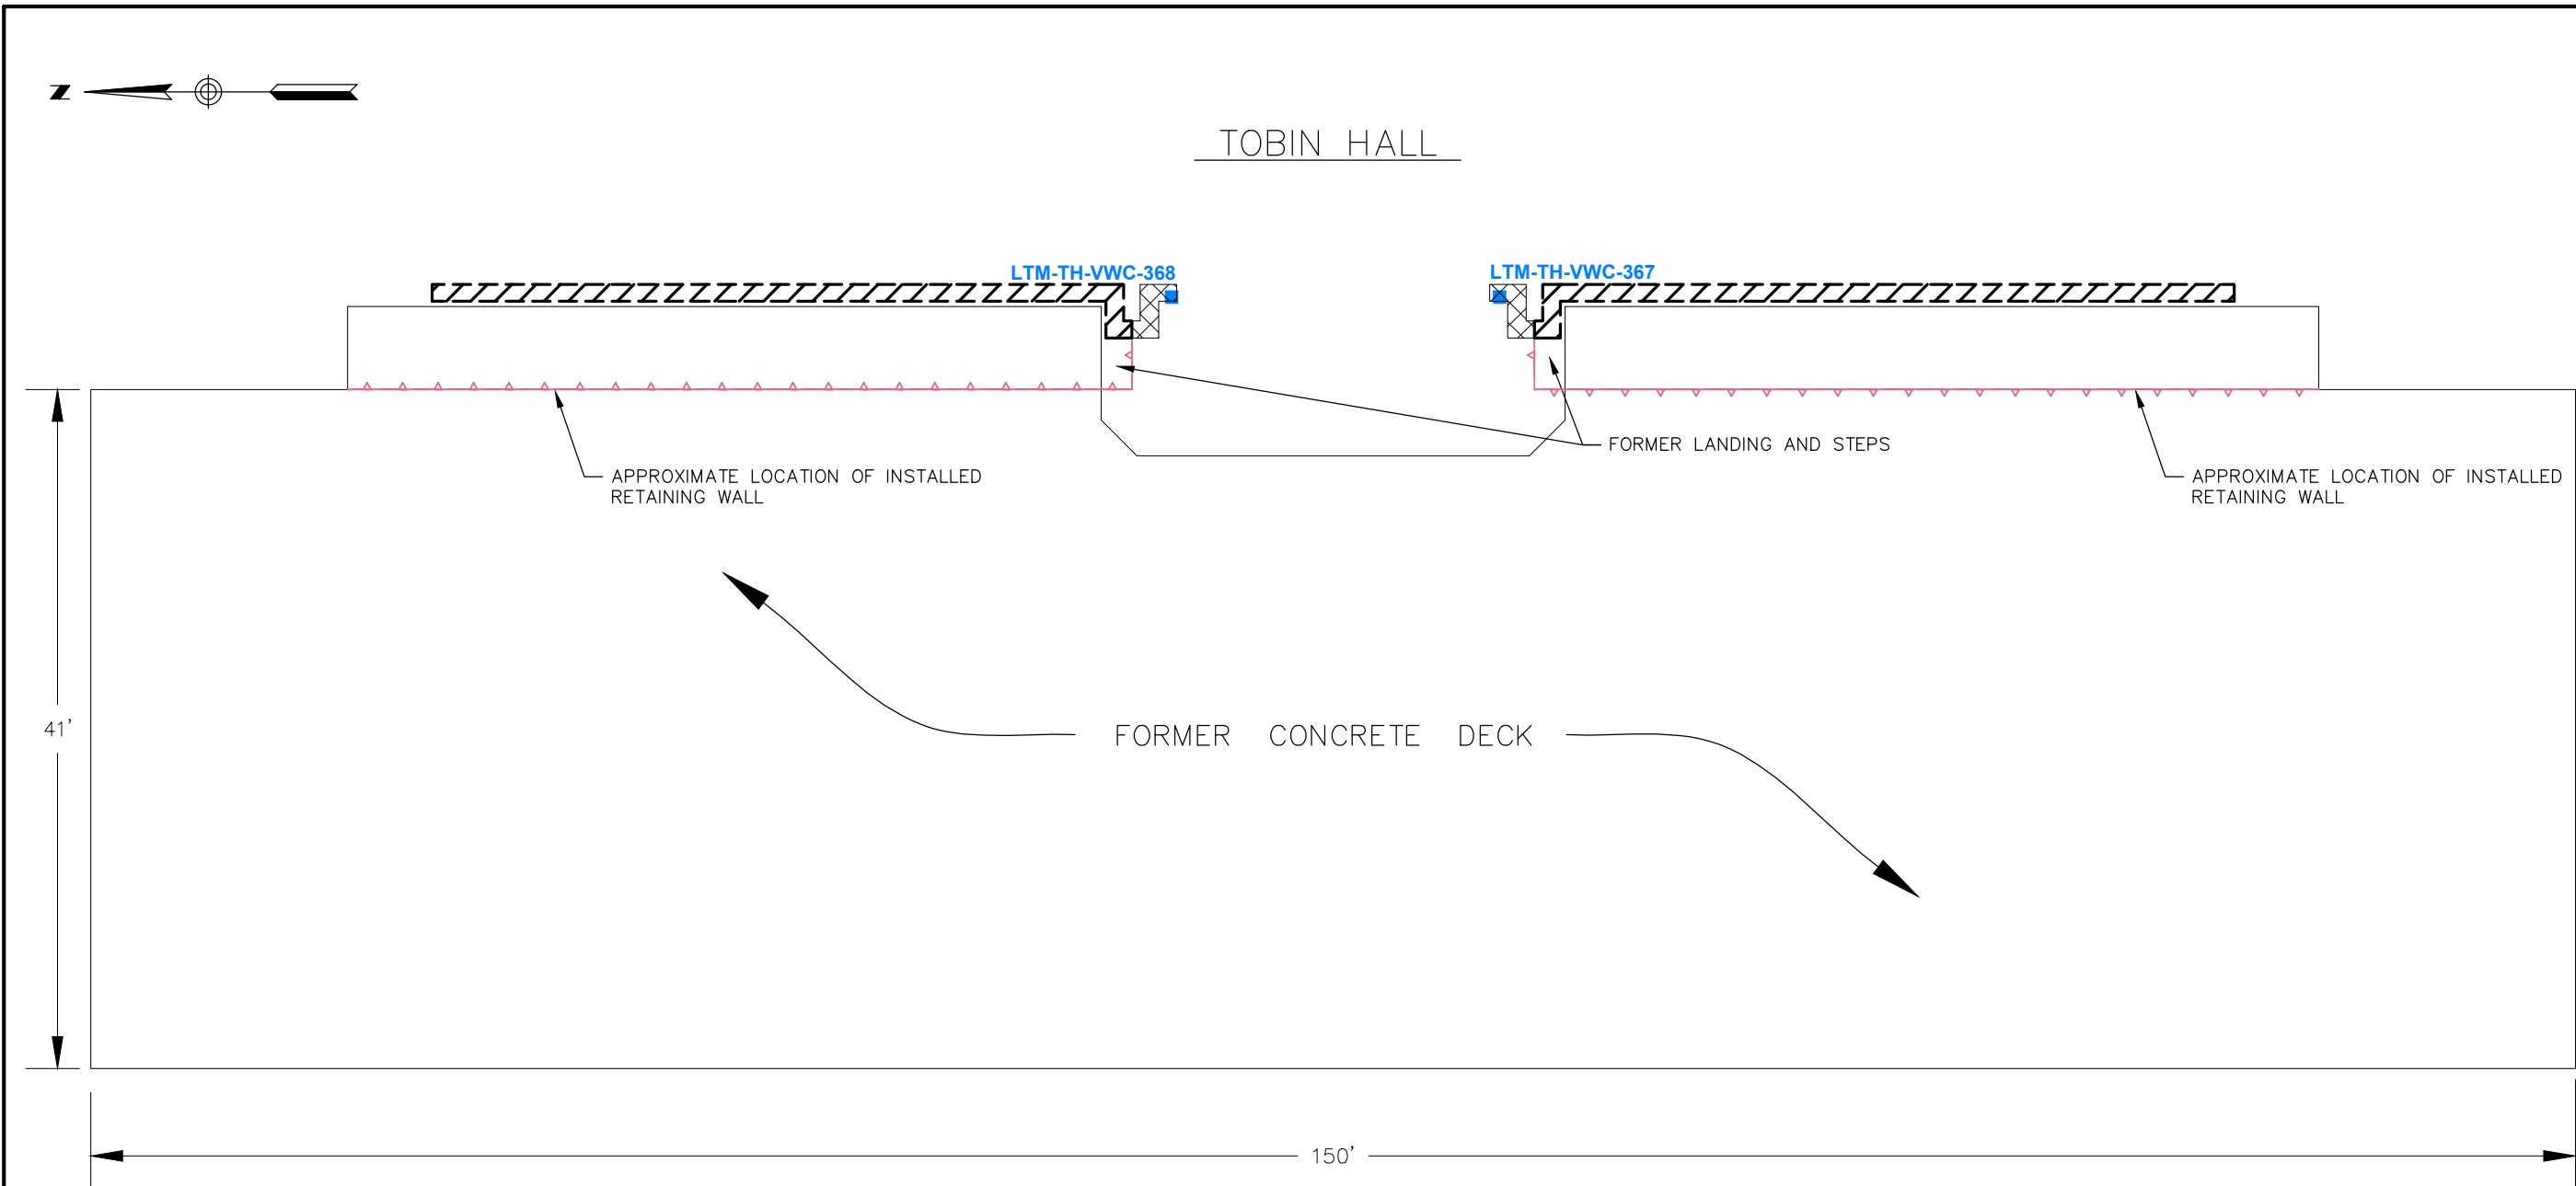 N
TOBIN HALL
LTM-TH-VWC-368
LTM-TH-VWC-367
FORMER LANDING AND STEPS
APPROXIMATE LOCATION OF INSTALLED
RETAINING WALL
APPROXIMATE LOCATION OF INSTALLED
RETAINING WALL
41'
FORMER CONCRETE DECK
150'